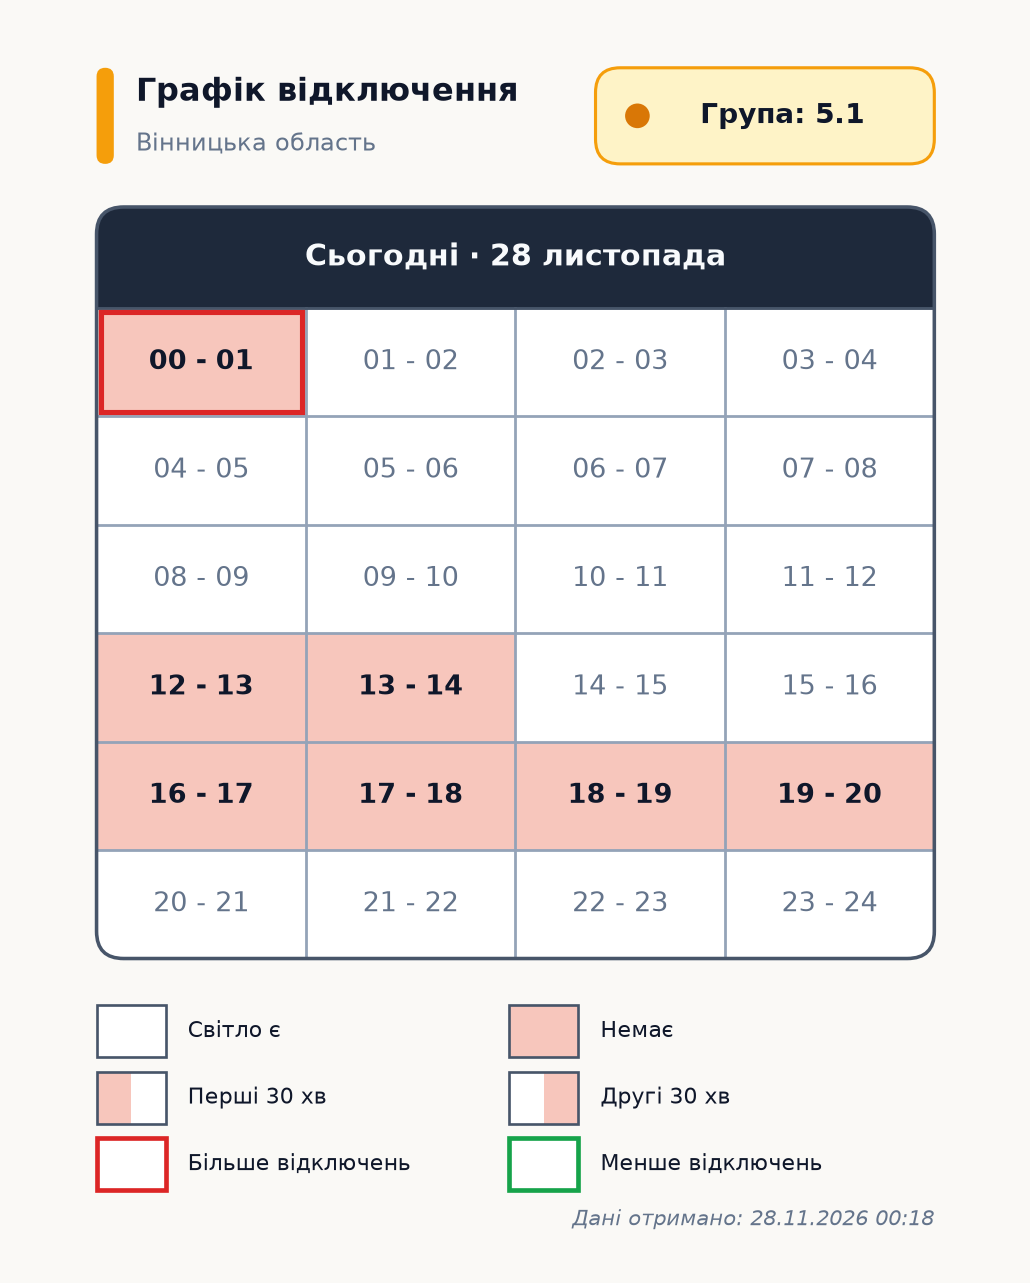 Графік відключення
Вінницька область
Група: 5.1
Сьогодні · 28 листопада
00 - 01 01 - 02 02 - 03 03 - 04
04 - 05 05 - 06 06 - 07 07 - 08
08 - 09 09 - 10 10 - 11 11 - 12
12 - 13 13 - 14 14 - 15 15 - 16
16 - 17 17 - 18 18 - 19 19 - 20
20 - 21 21 - 22 22 - 23 23 - 24
Світло є Немає
Перші 30 хв Другі 30 хв
Більше відключень Менше відключень
Дані отримано: 28.11.2026 00:18